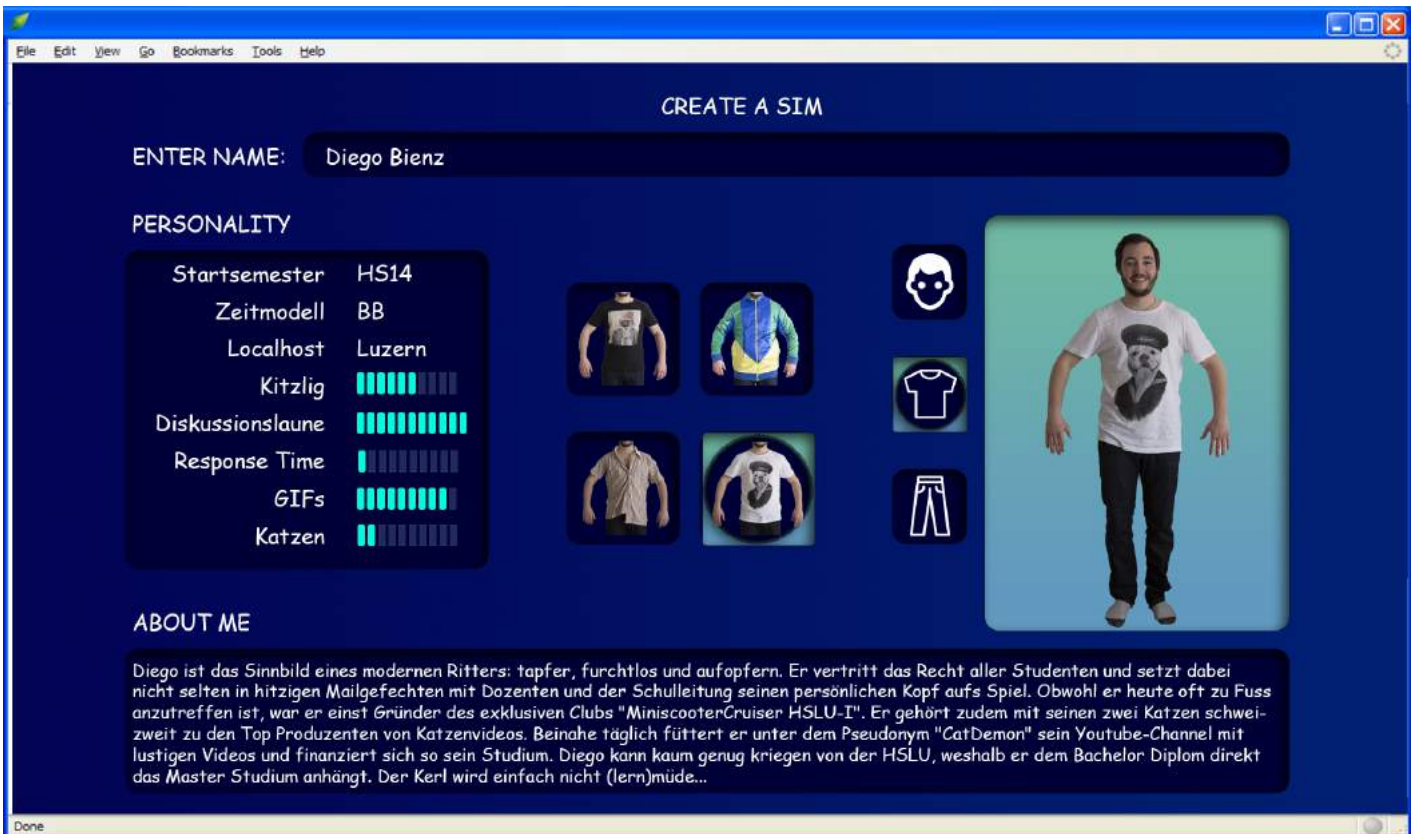 File Edit View Go Bookmarks Tools Help
CREATE A SIM
ENTER NAME: Diego Bienz
PERSONALITY
Startsemester HS14
Zeitmodell BB
Localhost Luzern
Kitzlig
Diskussionslaune
Response Time
GIFs
Katzen
ABOUT ME
Diego ist das Sinnbild eines modernen Ritters: tapfer, furchtlos und aufopfern. Er vertritt das Recht aller Studenten und setzt dabei
nicht selten in hitzigen Mailgefechten mit Dozenten und der Schulleitung seinen persönlichen Kopf aufs Spiel. Obwohl er heute oft zu Fuss
anzutreffen ist, war er einst Gründer des exklusiven Clubs "MiniscooterCruiser HSLU-I". Er gehört zudem mit seinen zwei Katzen schwei-
zweit zu den Top Produzenten von Katzenvideos. Beinahe täglich füttert er unter dem Pseudonym "CatDemon" sein Youtube-Channel mit
lustigen Videos und finanziert sich so sein Studium. Diego kann kaum genug kriegen von der HSLU, weshalb er dem Bachelor Diplom direkt
das Master Studium anhängt. Der Kerl wird einfach nicht (lern)müde...
Done